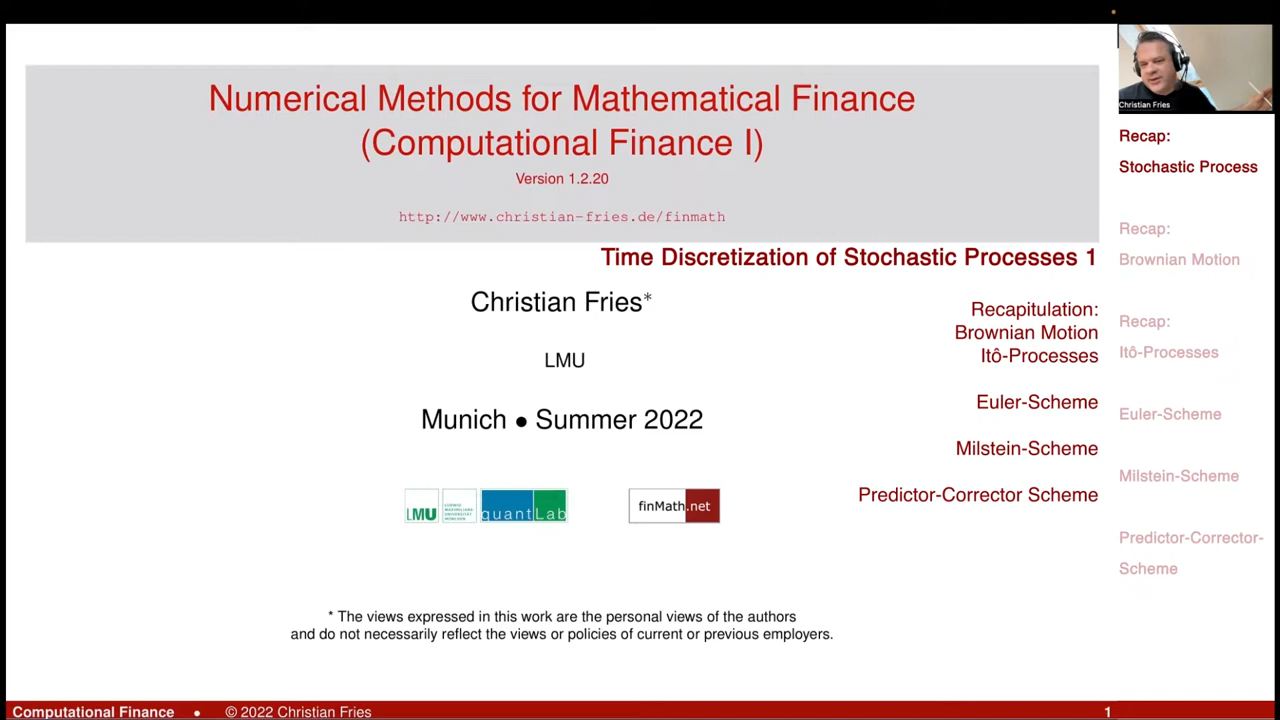 Numerical Methods for Mathematical Finance
(Computational Finance I)
Version 1.2.20
http://www.christian-fries.de/finmath
Time Discretization of Stochastic Processes 1
Christian Fries*
LMU
Munich • Summer 2022
Recapitulation:
Brownian Motion
Itô-Processes
Euler-Scheme
Milstein-Scheme
Predictor-Corrector Scheme
LMU
LUDWIG
MAXIMILIANS
UNIVERSITÄT
MÜNCHEN
quantLab
finMath.net
* The views expressed in this work are the personal views of the authors
and do not necessarily reflect the views or policies of current or previous employers.
Computational Finance • © 2022 Christian Fries
1
Christian Fries
Recap:
Stochastic Process
Recap:
Brownian Motion
Recap:
Itô-Processes
Euler-Scheme
Milstein-Scheme
Predictor-Corrector-
Scheme